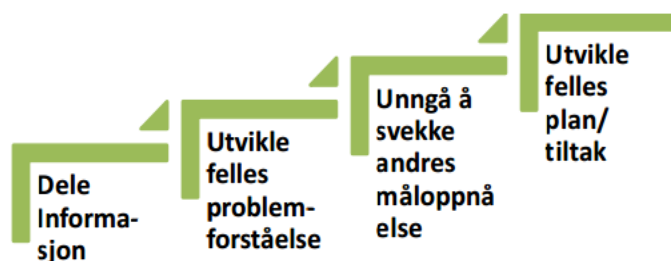 Dele
Informa-
sjon
Utvikle
felles
problem-
forståelse
Unngå å
svekke
andres
måloppnå
else
Utvikle
felles
plan/
tiltak